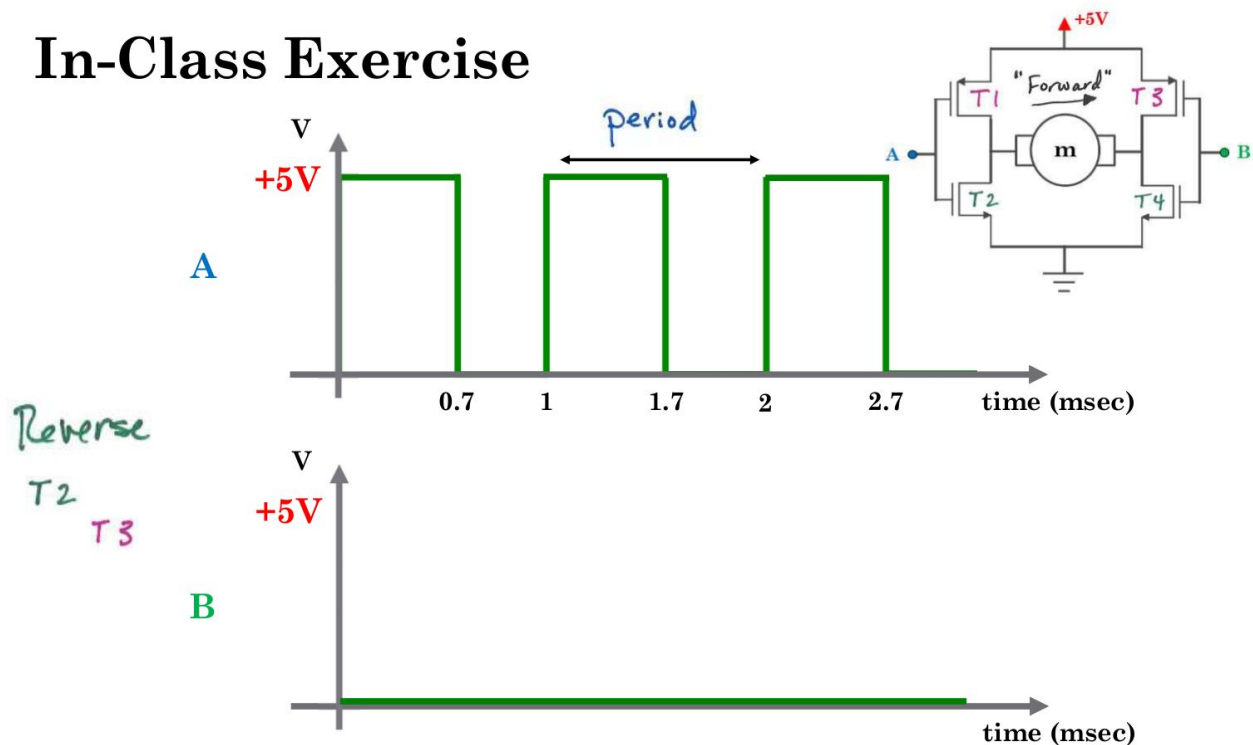 In-Class Exercise
+5V
"Forward"
T1
T3
A
m
B
T2
T4
period
V
+5V
A
0.7 1 1.7 2 2.7 time (msec)
Reverse
T2
T3
V
+5V
B
time (msec)